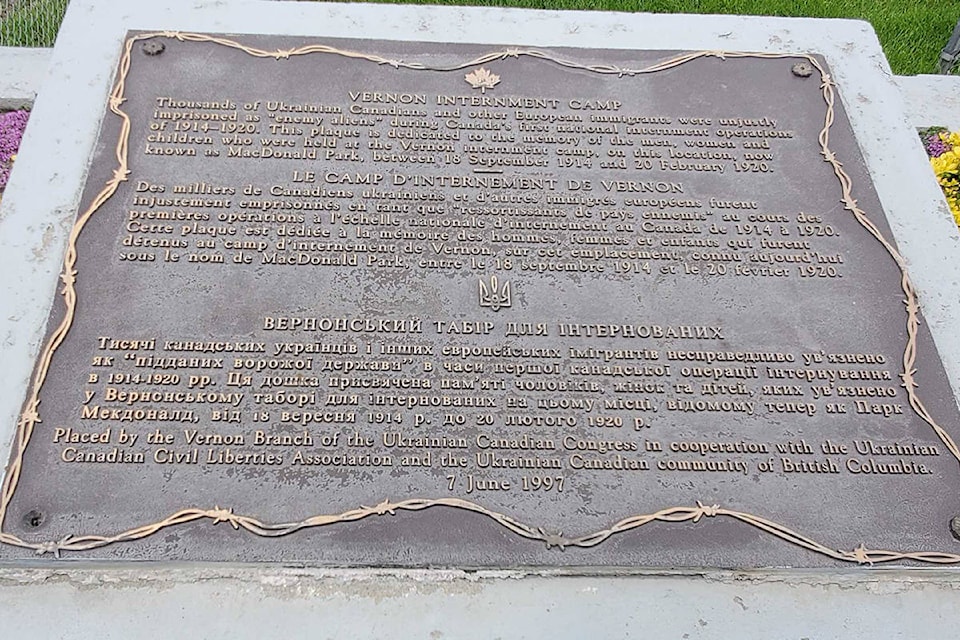 VERNON INTERNMENT CAMP
Thousands of Ukrainian Canadians and other European immigrants were unjustly
imprisoned as "enemy aliens" during Canada's first national internment operations
of 1914–1920. This plaque is dedicated to the memory of the men, women and
children who were held at the Vernon internment camp, on this location, now
known as MacDonald Park, between 18 September 1914 and 20 February 1920.
LE CAMP D'INTERNEMENT DE VERNON
Des milliers de Canadiens ukrainiens et d'autres immigrés européens furent
injustement emprisonnés en tant que "ressortissants de pays ennemis" au cours des
premières opérations à l'échelle nationale d'internement au Canada de 1914 à 1920.
Cette plaque est dédiée à la mémoire des hommes, femmes et enfants qui furent
détenus au camp d'internement de Vernon, sur cet emplacement, connu aujourd'hui
sous le nom de MacDonald Park, entre le 18 septembre 1914 et le 20 février 1920.
ВЕРНОНСЬКИЙ ТАБІР ДЛЯ ІНТЕРНОВАНИХ
Тисячі канадських українців і інших европейських імігрантів несправедливо ув'язнено
як "підданих ворожої держави" в часи першої канадської операції інтернування
в 1914-1920 рр. Ця дошка присвячена пам'яті чоловіків, жінок та дітей, яких ув'язнено
у Вернонському таборі для інтернованих на цьому місці, відомому тепер як Парк
Мекдоналд, від 18 вересня 1914 р. до 20 лютого 1920 р.
Placed by the Vernon Branch of the Ukrainian Canadian Congress in cooperation with the Ukrainian
Canadian Civil Liberties Association and the Ukrainian Canadian community of British Columbia.
7 June 1997